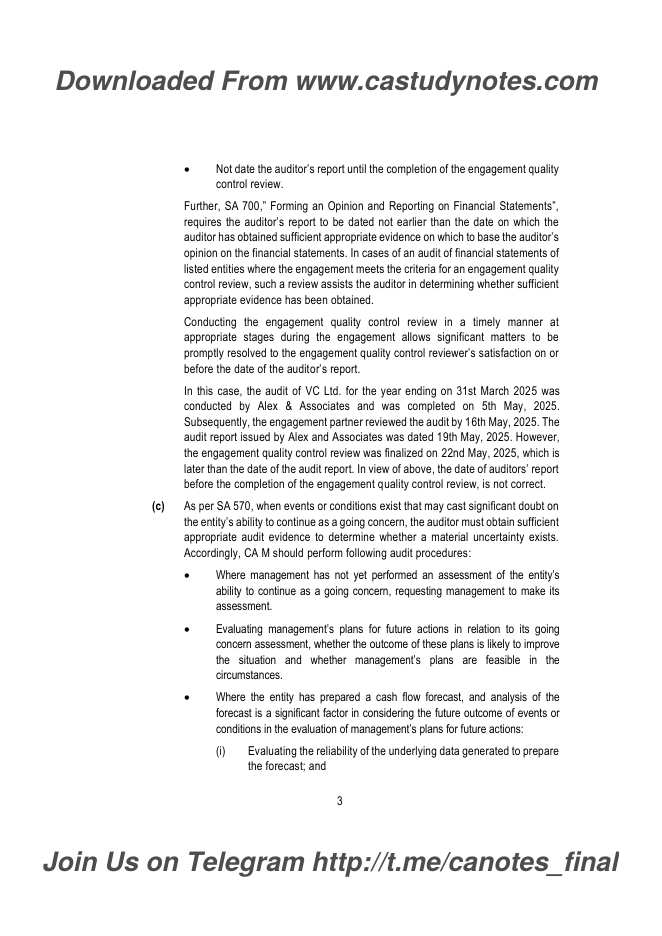 Downloaded From www.castudynotes.com
• Not date the auditor's report until the completion of the engagement quality
control review.
Further, SA 700," Forming an Opinion and Reporting on Financial Statements",
requires the auditor's report to be dated not earlier than the date on which the
auditor has obtained sufficient appropriate evidence on which to base the auditor's
opinion on the financial statements. In cases of an audit of financial statements of
listed entities where the engagement meets the criteria for an engagement quality
control review, such a review assists the auditor in determining whether sufficient
appropriate evidence has been obtained.
Conducting the engagement quality control review in a timely manner at
appropriate stages during the engagement allows significant matters to be
promptly resolved to the engagement quality control reviewer's satisfaction on or
before the date of the auditor's report.
In this case, the audit of VC Ltd. for the year ending on 31st March 2025 was
conducted by Alex & Associates and was completed on 5th May, 2025.
Subsequently, the engagement partner reviewed the audit by 16th May, 2025. The
audit report issued by Alex and Associates was dated 19th May, 2025. However,
the engagement quality control review was finalized on 22nd May, 2025, which is
later than the date of the audit report. In view of above, the date of auditors' report
before the completion of the engagement quality control review, is not correct.
(c) As per SA 570, when events or conditions exist that may cast significant doubt on
the entity's ability to continue as a going concern, the auditor must obtain sufficient
appropriate audit evidence to determine whether a material uncertainty exists.
Accordingly, CA M should perform following audit procedures:
• Where management has not yet performed an assessment of the entity's
ability to continue as a going concern, requesting management to make its
assessment.
• Evaluating management's plans for future actions in relation to its going
concern assessment, whether the outcome of these plans is likely to improve
the situation and whether management's plans are feasible in the
circumstances.
• Where the entity has prepared a cash flow forecast, and analysis of the
forecast is a significant factor in considering the future outcome of events or
conditions in the evaluation of management's plans for future actions:
(i) Evaluating the reliability of the underlying data generated to prepare
the forecast; and
3
Join Us on Telegram http://t.me/canotes_final